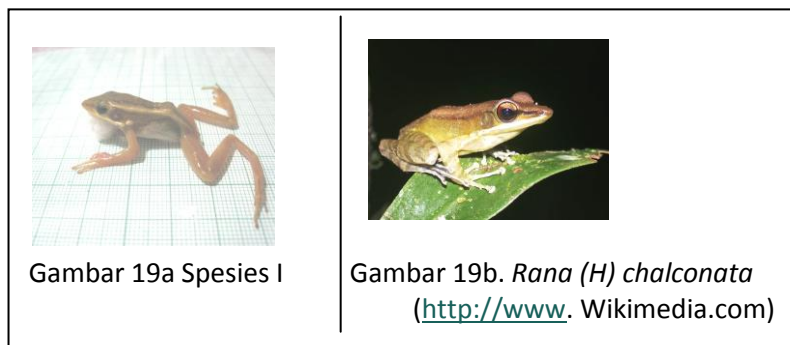 Gambar 19a Spesies I
Gambar 19b. Rana (H) chalconata
(http://www. Wikimedia.com)